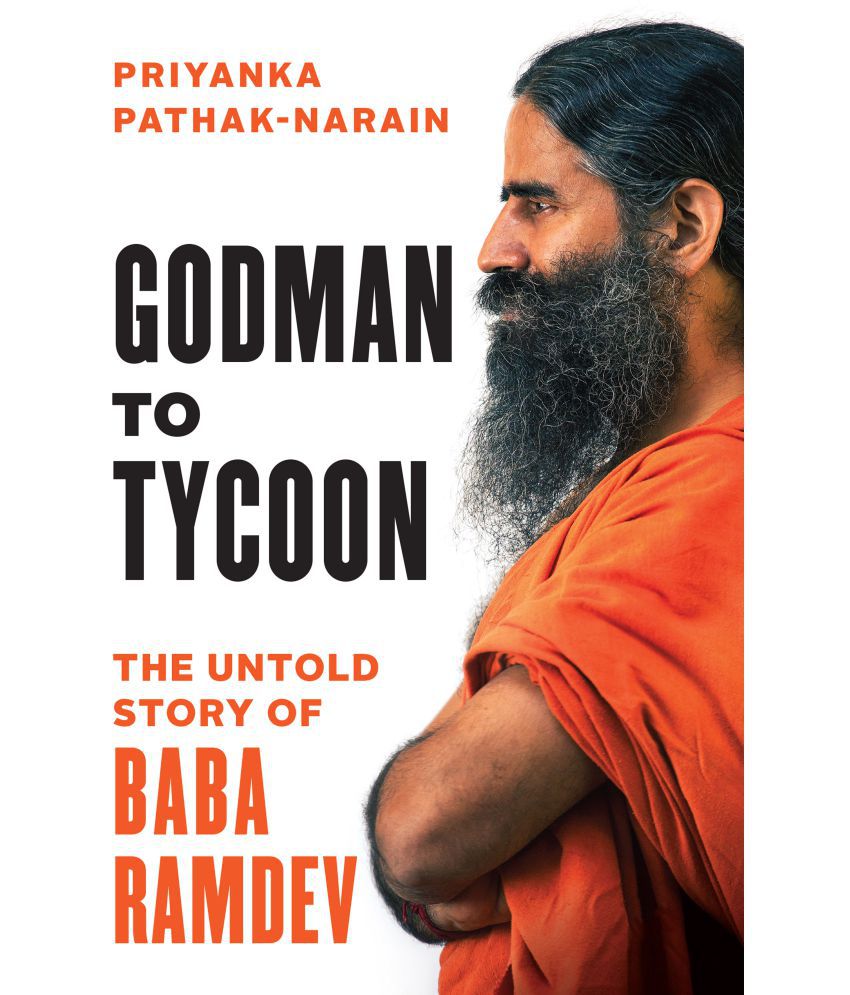 PRIYANKA
PATHAK-NARAIN
GODMAN
TO
TYCOON
THE UNTOLD
STORY OF
BABA
RAMDEV